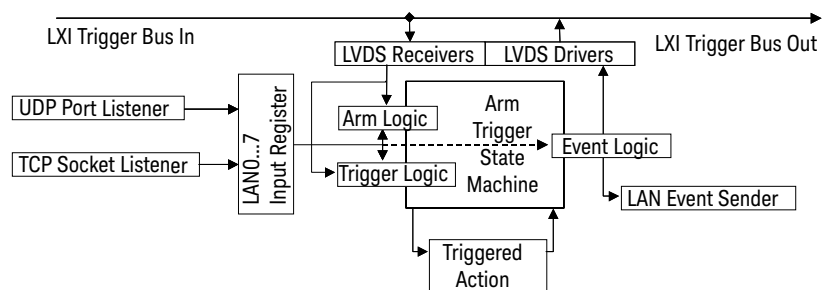 LXI Trigger Bus In
LXI Trigger Bus Out
LVDS Receivers
LVDS Drivers
UDP Port Listener
TCP Socket Listener
LAN0...7
Input Register
Arm Logic
Trigger Logic
Arm
Trigger
State
Machine
Event Logic
LAN Event Sender
Triggered
Action